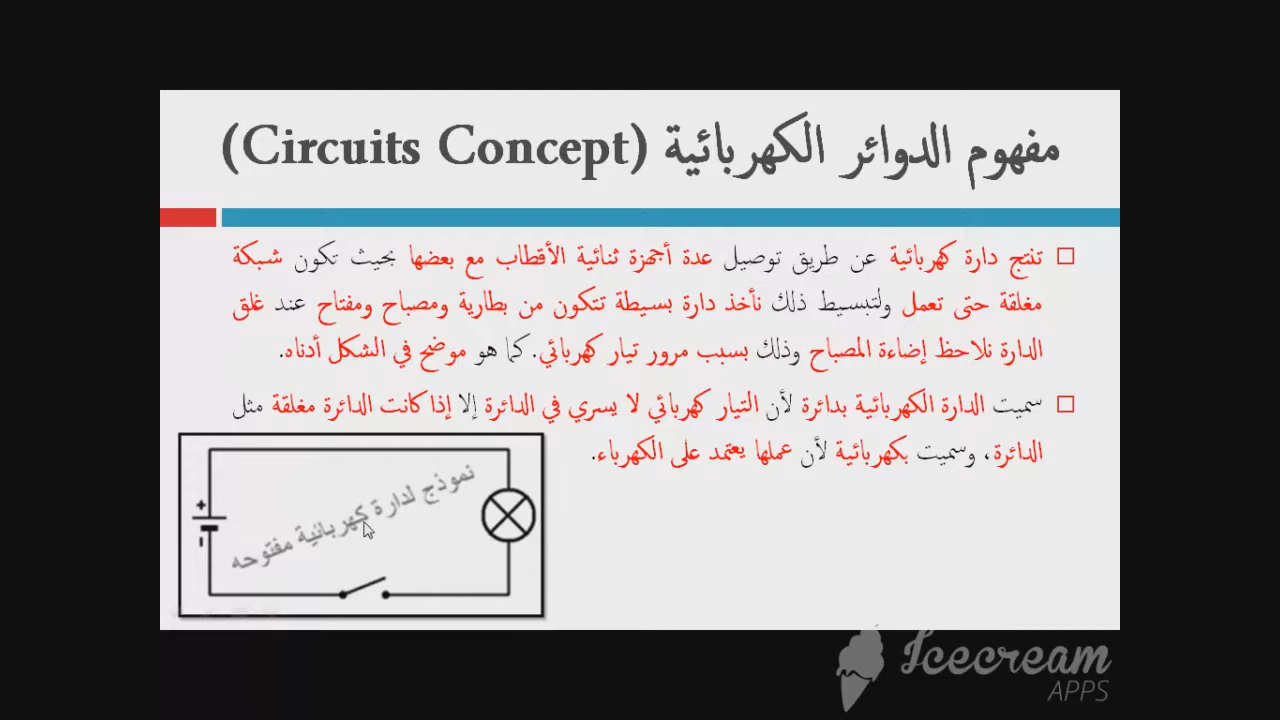 مفهوم الدوائر الكهربائية (Circuits Concept)
تنتج دارة كهربائية عن طريق توصيل عدة أجهزة ثنائية الأقطاب مع بعضها بحيث تكون شبكة
مغلقة حتى تعمل ولتبسيط ذلك نأخذ دارة بسيطة تتكون من بطارية ومصباح ومفتاح عند غلق
الدارة نلاحظ إضاءة المصباح وذلك بسبب مرور تيار كهربائي. كما هو موضح في الشكل أدناه.
سميت الدارة الكهربائية بدائرة لأن التيار كهربائي لا يسري في الدائرة إلا إذا كانت الدائرة مغلقة مثل
الدائرة، وسميت بكهربائية لأن عملها يعتمد على الكهرباء.
نموذج لدارة كهربائية مفتوحه
+
-
Icecream
APPS